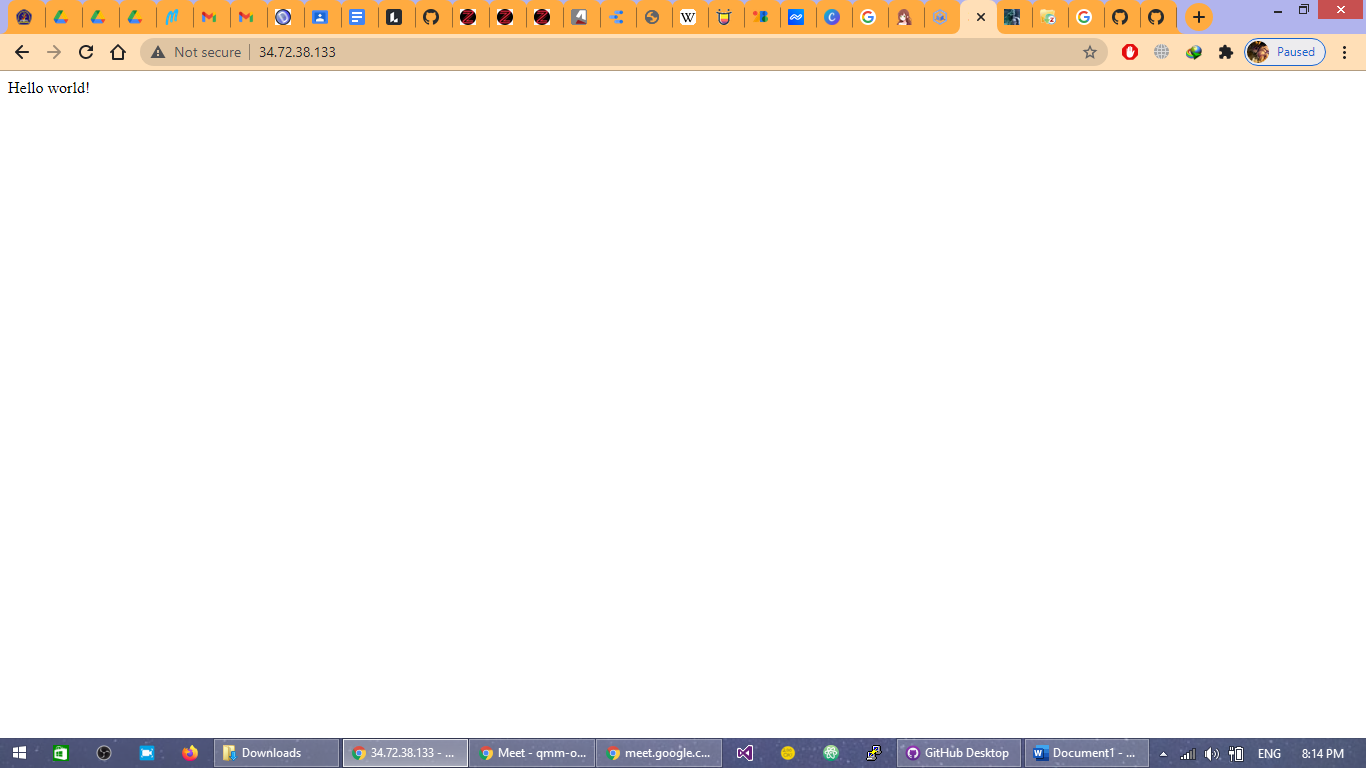 Not secure 34.72.38.133
Paused
Hello world!
Downloads
34.72.38.133 - ...
Meet - qmm-o...
meet.google.c...
GitHub Desktop
Document1 - ...
ENG
8:14 PM